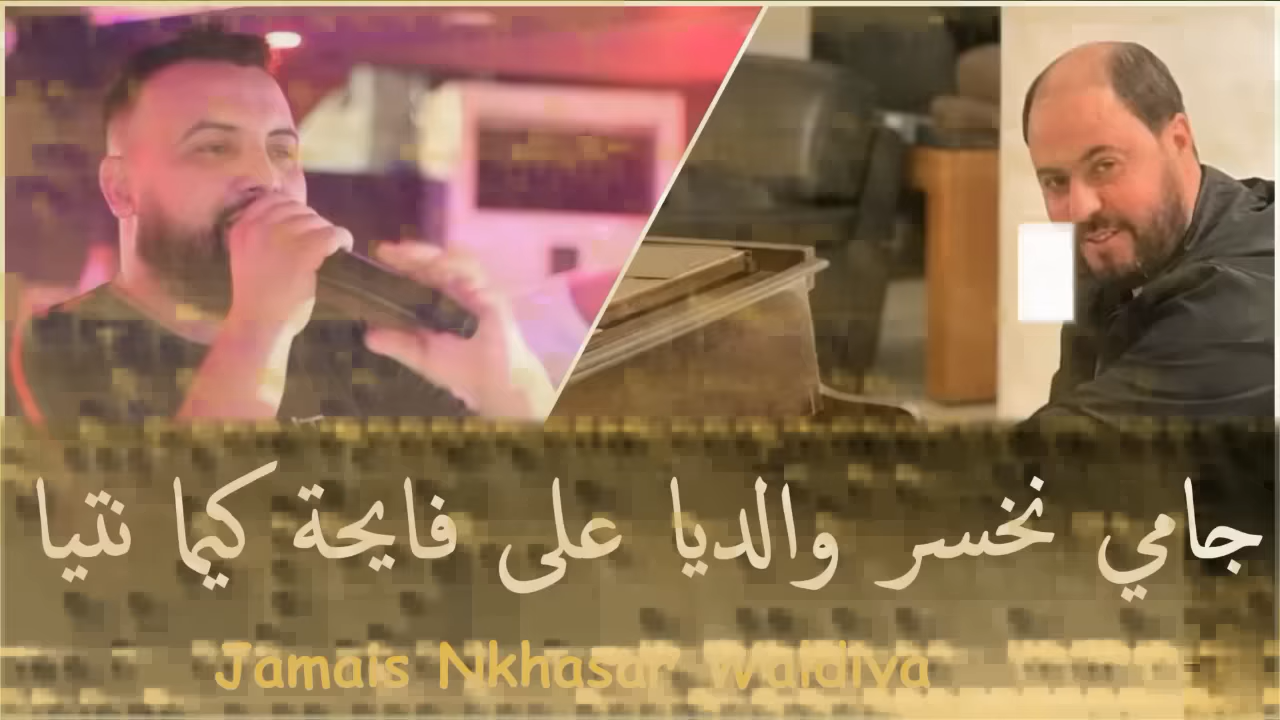 جامي نخسر والديا على فايحة كيما نتيا
Jamais Nkhasar Waldiya